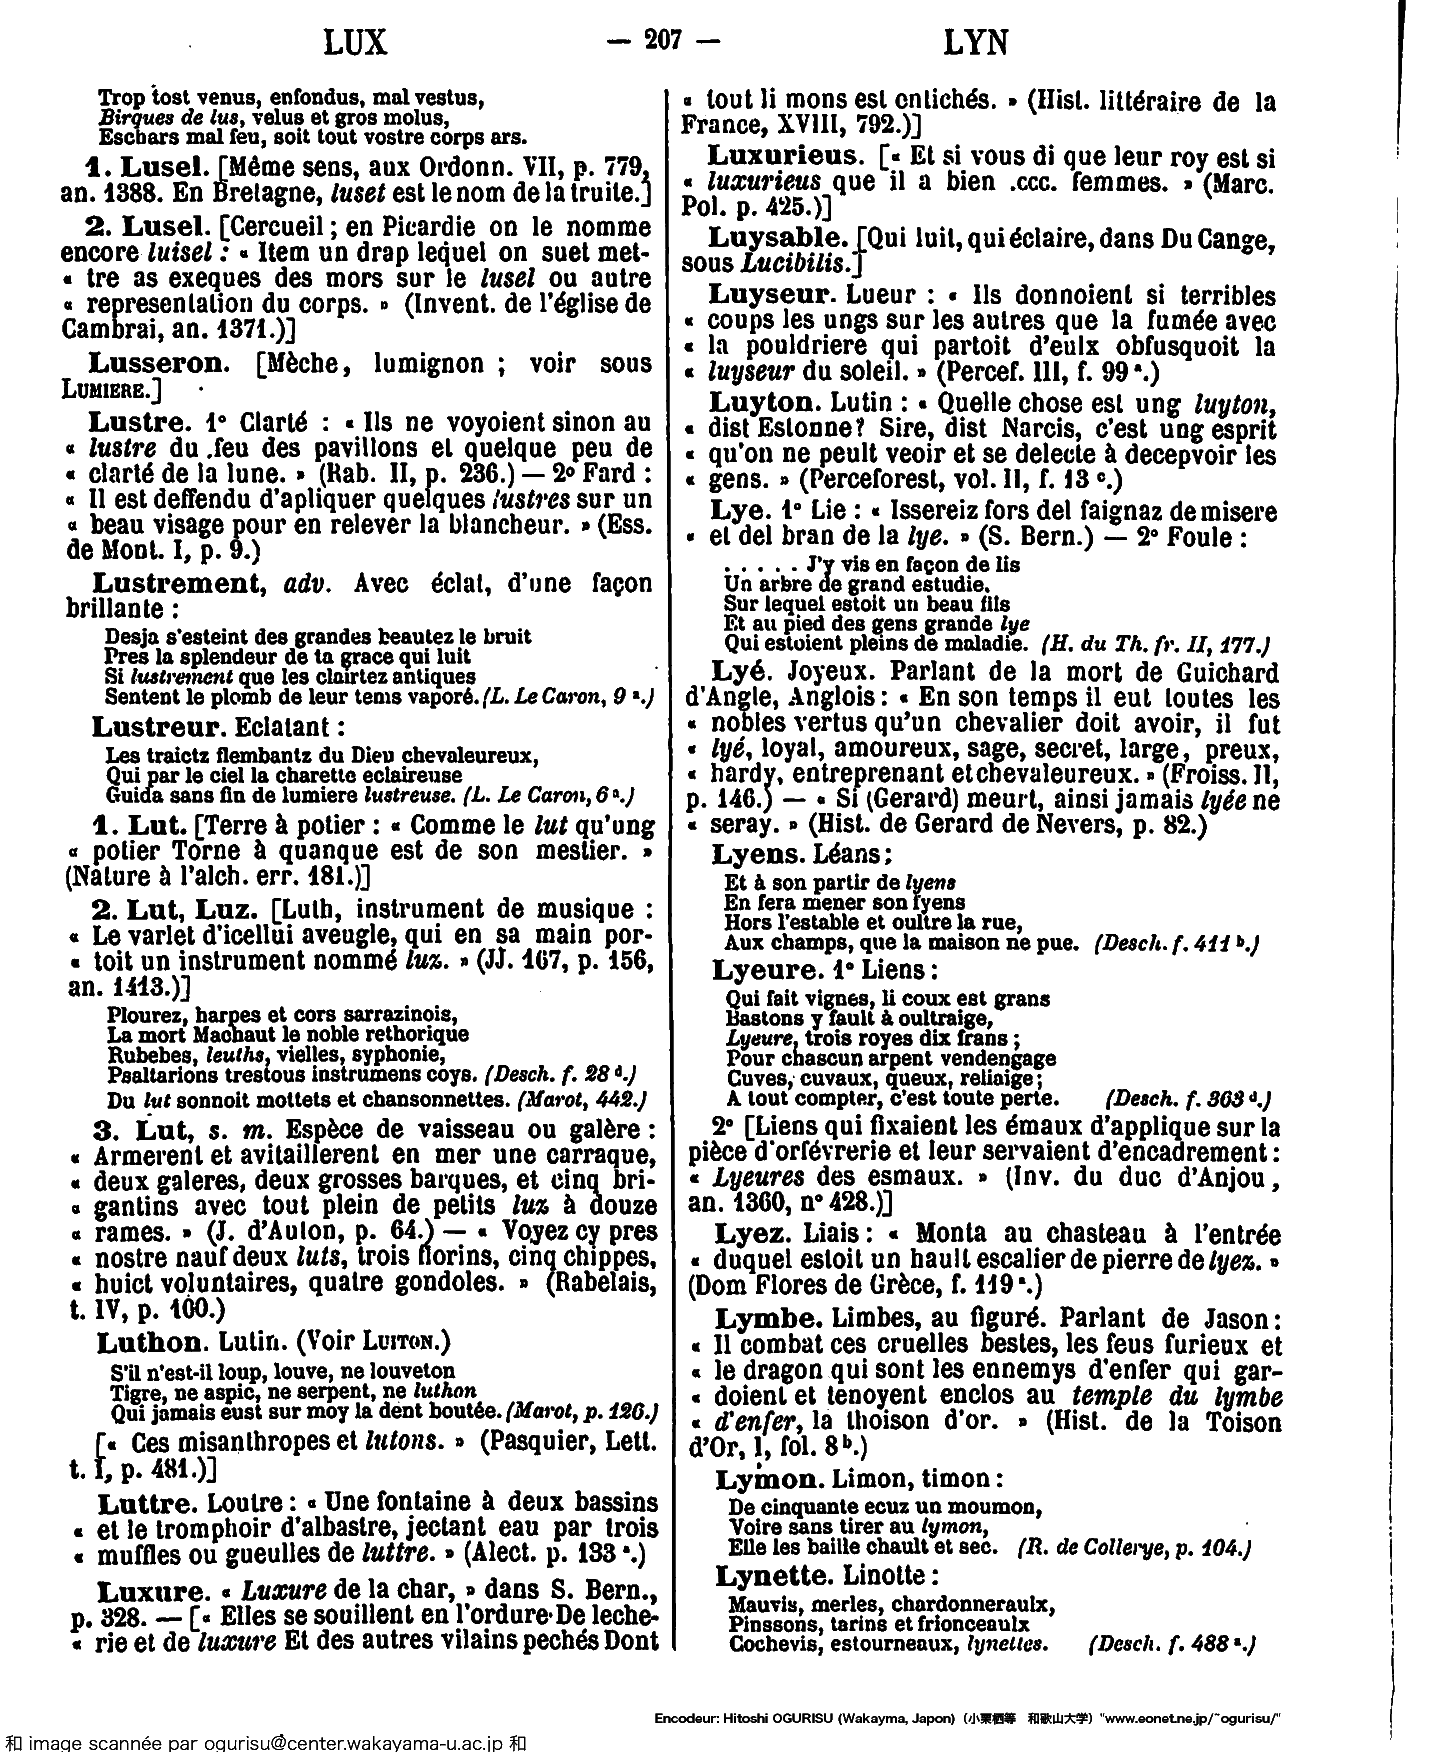 LUX — 207 — LYN
Trop tost venus, enfondus, mal vestus,
Birques de lus, velus et gros molus,
Eschars mal feu, soit tout vostre corps ars.
1. Lusel. [Même sens, aux Ordonn. VII, p. 779,
an. 1388. En Bretagne, luset est le nom de la truite.]
2. Lusel. [Cercueil ; en Picardie on le nomme
encore luisel : « Item un drap lequel on suet met-
« tre as exeques des mors sur le lusel ou autre
« representation du corps. » (Invent. de l'église de
Cambrai, an. 1371.)]
Lusseron. [Mèche, lumignon ; voir sous
LUMIERE.]
Lustre. 1° Clarté : « Ils ne voyoient sinon au
« lustre du feu des pavillons et quelque peu de
« clarté de la lune. » (Rab. II, p. 236.) — 2° Fard :
« Il est deffendu d'apliquer quelques lustres sur un
« beau visage pour en relever la blancheur. » (Ess.
de Mont. I, p. 9.)
Lustrement, adv. Avec éclat, d'une façon
brillante :
Desja s'esteint des grandes beautez le bruit
Pres la splendeur de ta grace qui luit
Si lustrement que les clairtez antiques
Sentent le plomb de leur tems vaporé. (L. Le Caron, 9 a.)
Lustreur. Eclatant :
Les traictz flembantz du Dieu chevaleureux,
Qui par le ciel la charette eclaireuse
Guida sans fin de lumiere lustreuse. (L. Le Caron, 6 a.)
1. Lut. [Terre à potier : « Comme le lut qu'ung
« potier Torne à quanque est de son mestier. »
(Nature à l'alch. err. 181.)]
2. Lut, Luz. [Luth, instrument de musique :
« Le varlet d'icellui aveugle, qui en sa main por-
« toit un instrument nommé luz. » (JJ. 167, p. 156,
an. 1413.)]
Plourez, harpes et cors sarrazinois,
La mort Machaut le noble rethorique
Rubebes, leuths, vielles, syphonie,
Psaltarions trestous instrumens coys. (Desch. f. 28 d.)
Du lut sonnoit mottets et chansonnettes. (Marot, 442.)
3. Lut, s. m. Espèce de vaisseau ou galère :
« Armerent et avitaillerent en mer une carraque,
« deux galeres, deux grosses barques, et cinq bri-
« gantins avec tout plein de petits luz à douze
« rames. » (J. d'Auton, p. 64.) — « Voyez cy pres
« nostre nauf deux luts, trois florins, cinq chippes,
« huict voluntaires, quatre gondoles. » (Rabelais,
t. IV, p. 100.)
Luthon. Lutin. (Voir LUITON.)
S'il n'est-il loup, louve, ne louveton
Tigre, ne aspic, ne serpent, ne luthon
Qui jamais eust sur moy la dent boutée. (Marot, p. 126.)
[« Ces misanthropes et lutons. » (Pasquier, Lett.
t. I, p. 481.)]
Luttre. Loutre : « Une fontaine à deux bassins
« et le tromphoir d'albastre, jectant eau par trois
« muffles ou gueulles de luttre. » (Alect. p. 133 a.)
Luxure. « Luxure de la char, » dans S. Bern.,
p. 328. — [« Elles se souillent en l'ordure De leche-
« rie et de luxure Et des autres vilains pechés Dont
« tout li mons est entichés. » (Hist. littéraire de la
France, XVIII, 792.)]
Luxurieus. [« Et si vous di que leur roy est si
« luxurieus que il a bien .ccc. femmes. » (Marc.
Pol. p. 425.)]
Luysable. [Qui luit, qui éclaire, dans Du Cange,
sous Lucibilis.]
Luyseur. Lueur : « Ils donnoient si terribles
« coups les ungs sur les autres que la fumée avec
« la pouldriere qui partoit d'eulx obfusquoit la
« luyseur du soleil. » (Percef. III, f. 99 a.)
Luyton. Lutin : « Quelle chose est ung luyton,
« dist Estonne? Sire, dist Narcis, c'est ung esprit
« qu'on ne peult veoir et se delecte à decepvoir les
« gens. » (Perceforest, vol. II, f. 13 c.)
Lye. 1° Lie : « Issereiz fors del faignaz de misere
« et del bran de la lye. » (S. Bern.) — 2° Foule :
. . . . . J'y vis en façon de lis
Un arbre de grand estudie,
Sur lequel estoit un beau fils
Et au pied des gens grande lye
Qui estoient pleins de maladie. (H. du Th. fr. II, 177.)
Lyé. Joyeux. Parlant de la mort de Guichard
d'Angle, Anglois : « En son temps il eut toutes les
« nobles vertus qu'un chevalier doit avoir, il fut
« lyé, loyal, amoureux, sage, secret, large, preux,
« hardy, entreprenant et chevaleureux. » (Froiss. II,
p. 146.) — « Si (Gerard) meurt, ainsi jamais lyée ne
« seray. » (Hist. de Gerard de Nevers, p. 82.)
Lyens. Léans ;
Et à son partir de lyens
En fera mener son fyens
Hors l'estable et oultre la rue,
Aux champs, que la maison ne pue. (Desch. f. 411 b.)
Lyeure. 1° Liens :
Qui fait vignes, li coux est grans
Bastons y fault à oultraige,
Lyeure, trois royes dix frans ;
Pour chascun arpent vendengage
Cuves, cuvaux, queux, reliaige ;
A tout compter, c'est toute perte. (Desch. f. 303 d.)
2° [Liens qui fixaient les émaux d'applique sur la
pièce d'orfévrerie et leur servaient d'encadrement :
« Lyeures des esmaux. » (Inv. du duc d'Anjou,
an. 1360, n° 428.)]
Lyez. Liais : « Monta au chasteau à l'entrée
« duquel estoit un hault escalier de pierre de lyez. »
(Dom Flores de Grèce, f. 119 a.)
Lymbe. Limbes, au figuré. Parlant de Jason :
« Il combat ces cruelles bestes, les feus furieux et
« le dragon qui sont les ennemys d'enfer qui gar-
« doient et tenoyent enclos au temple du lymbe
« d'enfer, la thoison d'or. » (Hist. de la Toison
d'Or, I, fol. 8 b.)
Lymon. Limon, timon :
De cinquante ecuz un moumon,
Voire sans tirer au lymon,
Elle les baille chault et sec. (R. de Collerye, p. 104.)
Lynette. Linotte :
Mauvis, merles, chardonneraulx,
Pinssons, tarins et frionceaulx
Cochevis, estourneaux, lynettes. (Desch. f. 488 a.)
Encodeur: Hitoshi OGURISU (Wakayma, Japon) (小栗栖等 和歌山大学) "www.eonet.ne.jp/~ogurisu/"
和 image scannée par ogurisu@center.wakayama-u.ac.jp 和